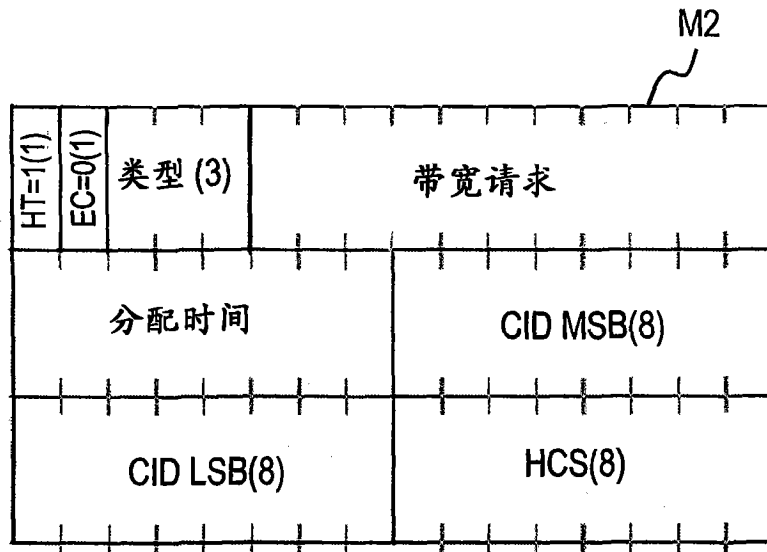 M2
HT=1(1)
EC=0(1)
类型 (3)
带宽请求
分配时间
CID MSB(8)
CID LSB(8)
HCS(8)